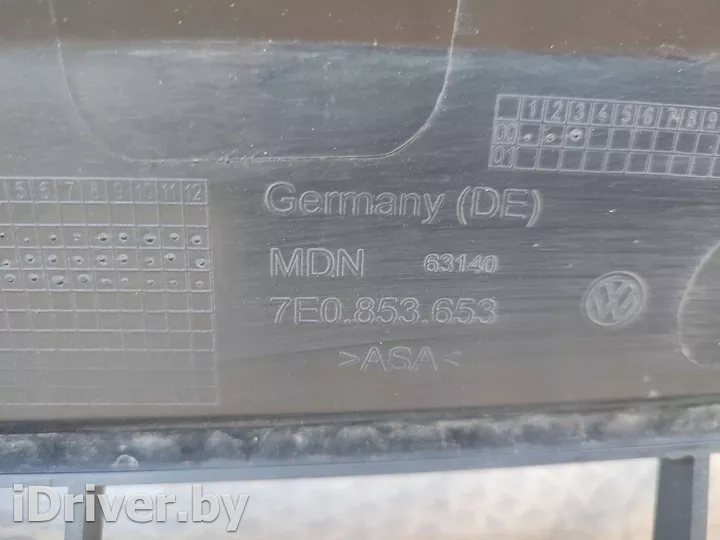 1 2 3 4 5 6 7 8 9
00
01
5 6 7 8 9 10 11 12
Germany (DE)
MDN 63140
7E0.853.653
>ASA<
iDriver.by